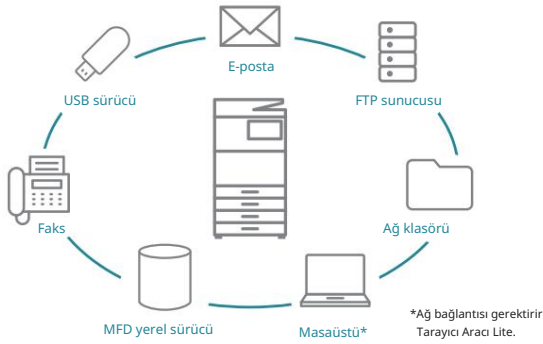 E-posta
USB sürücü
FTP sunucusu
Faks
Ağ klasörü
MFD yerel sürücü
Masaüstü*
*Ağ bağlantısı gerektirir
Tarayıcı Aracı Lite.